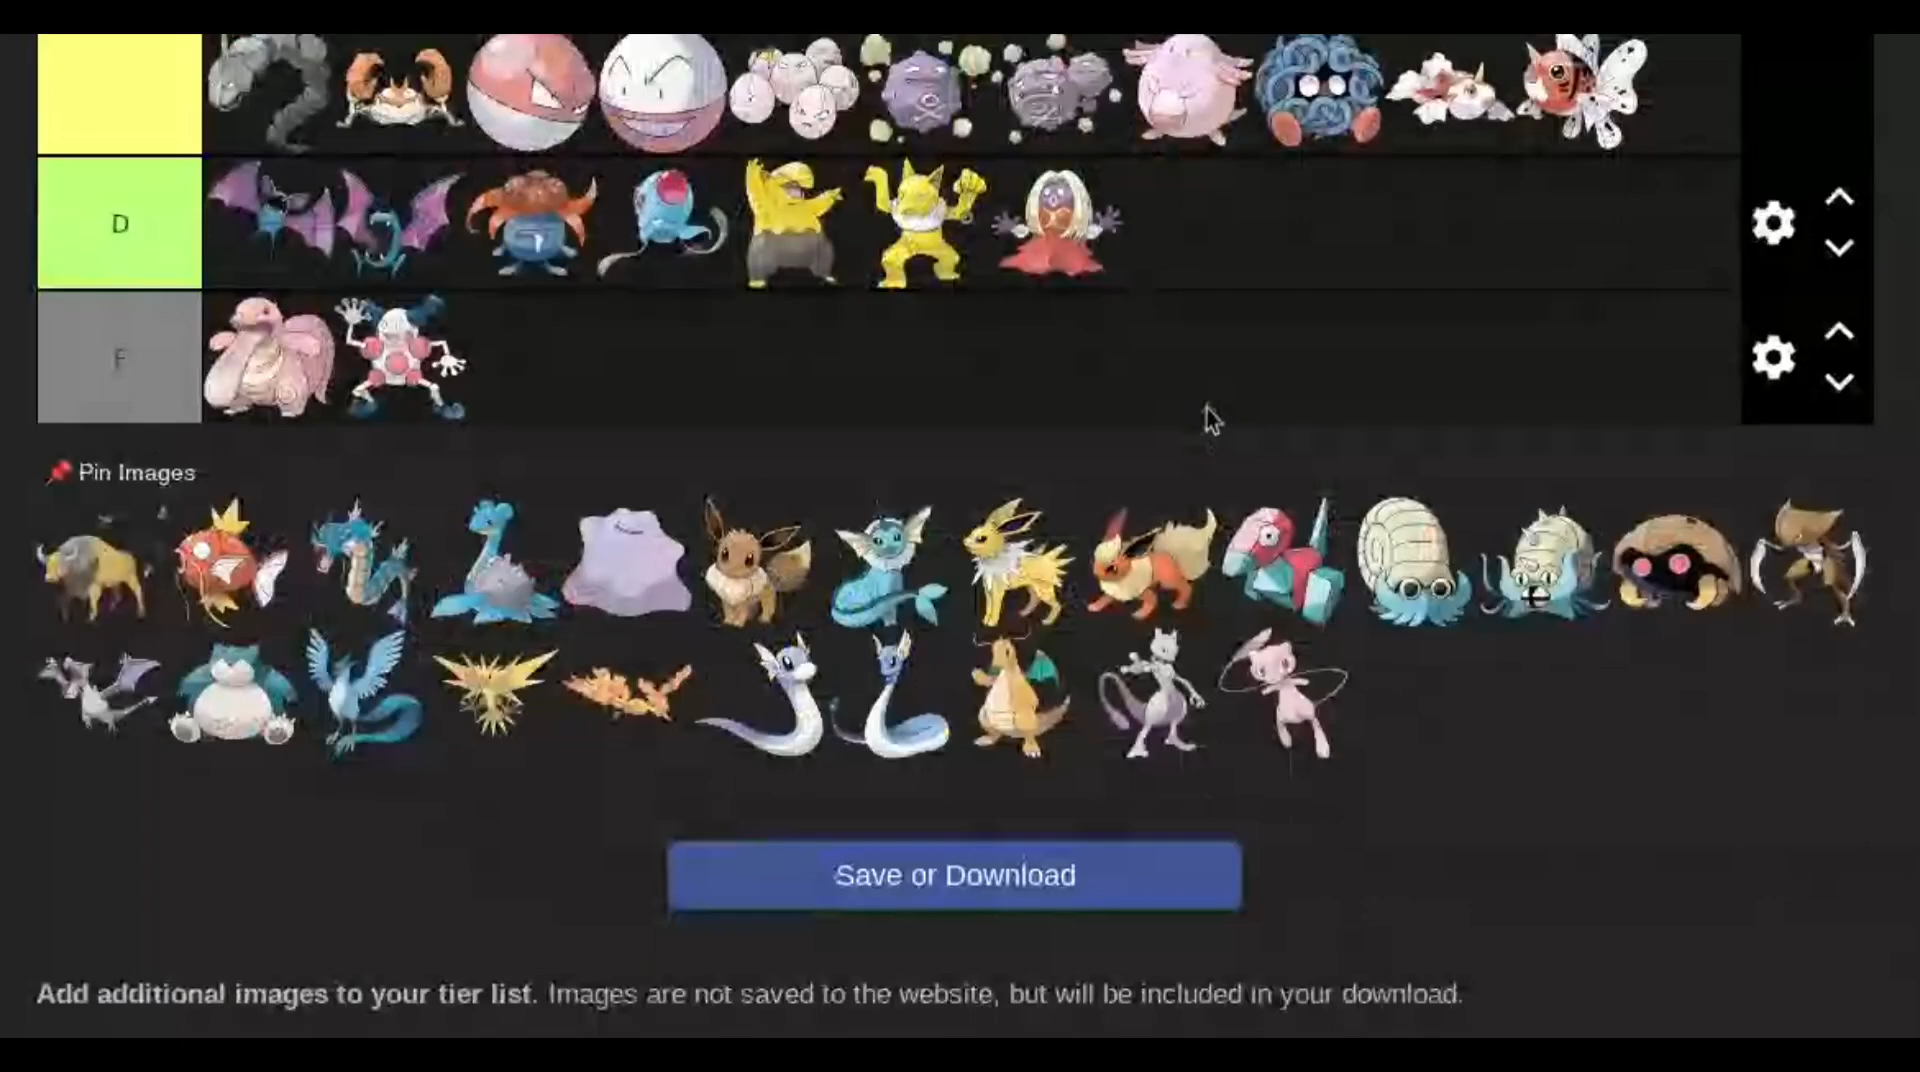 D
F
Pin Images
Save or Download
Add additional images to your tier list. Images are not saved to the website, but will be included in your download.